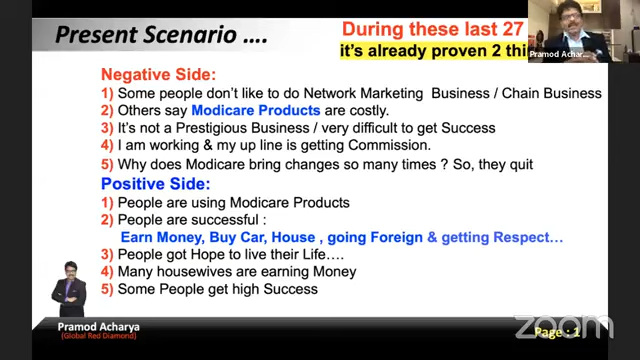 Present Scenario ....
During these last 27
it's already proven 2 thi
Pramod Achar
Negative Side:
1) Some people don't like to do Network Marketing Business / Chain Business
2) Others say Modicare Products are costly.
3) It's not a Prestigious Business / very difficult to get Success
4) I am working & my up line is getting Commission.
5) Why does Modicare bring changes so many times ? So, they quit
Positive Side:
1) People are using Modicare Products
2) People are successful :
Earn Money, Buy Car, House , going Foreign & getting Respect...
3) People got Hope to live their Life....
4) Many housewives are earning Money
5) Some People get high Success
Pramod Acharya
(Global Red Diamond)
Page : 1
zoom